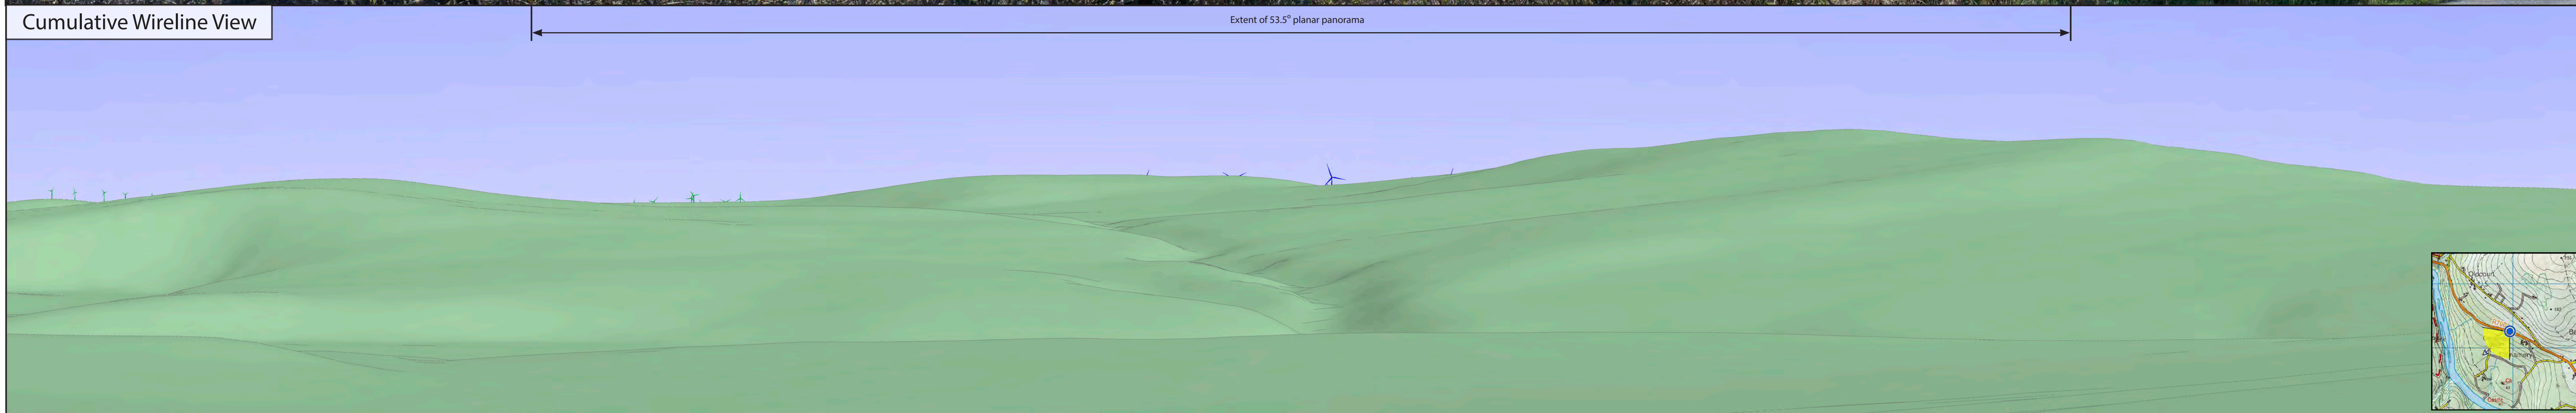 Cumulative Wireline View
Extent of 53.5° planar panorama